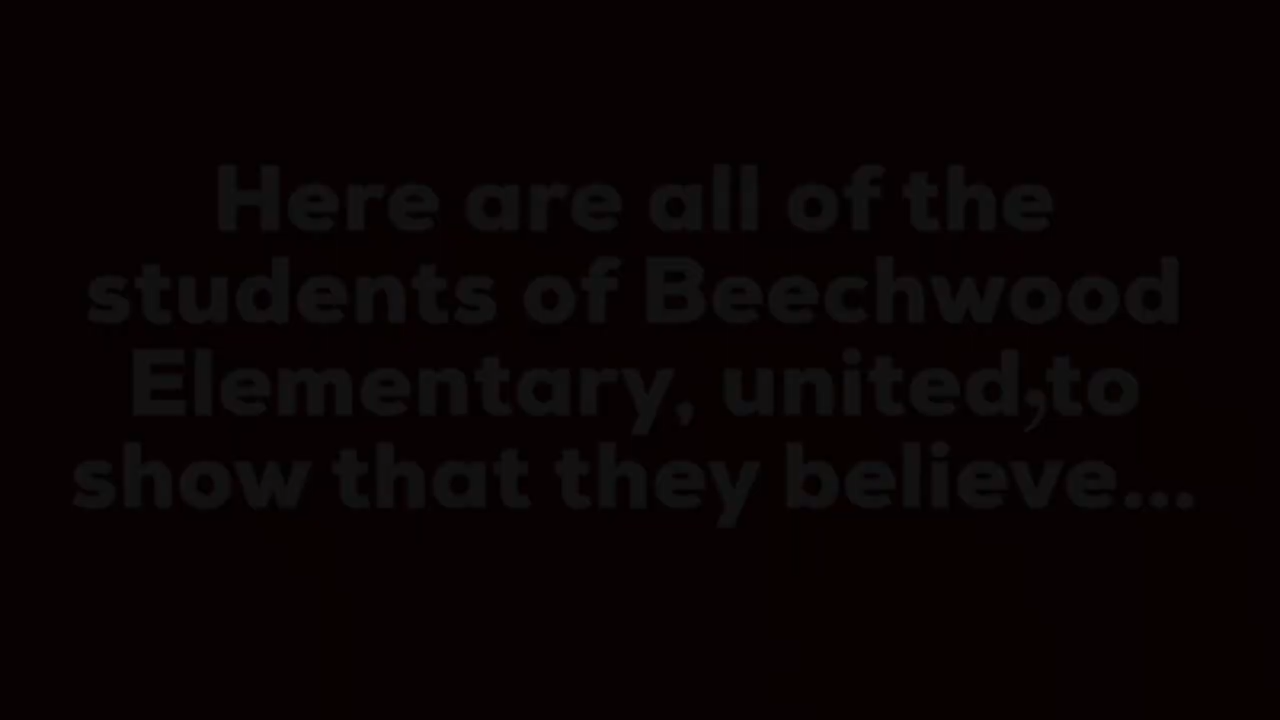 Here are all of the
students of Beechwood
Elementary, united,to
show that they believe...